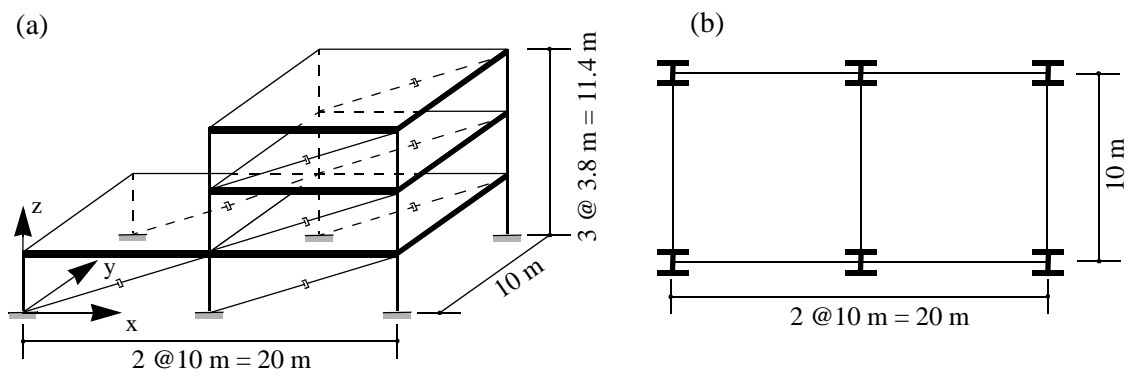 (a)
(b)
3 @ 3.8 m = 11.4 m
z
y
x
10 m
2 @10 m = 20 m
10 m
2 @10 m = 20 m